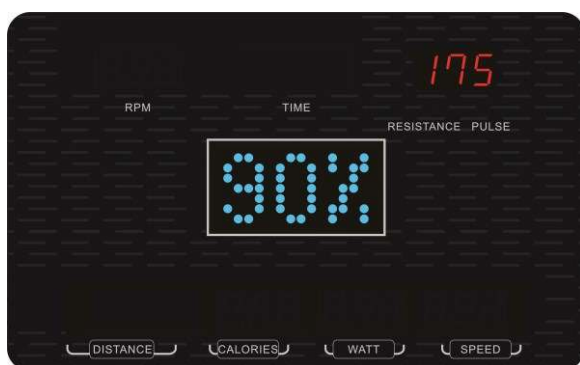 175
RPM TIME
RESISTANCE PULSE
90%
DISTANCE CALORIES WATT SPEED